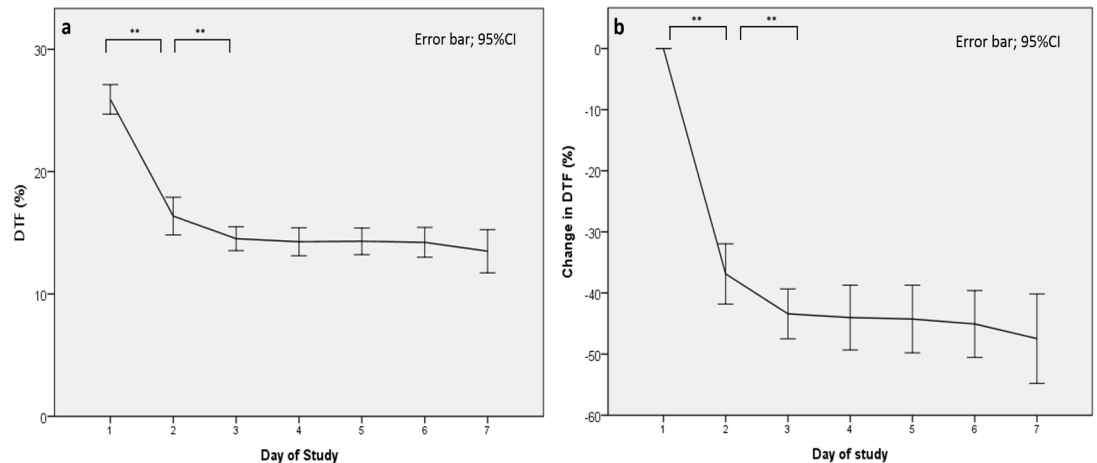 a
** **
Error bar; 95%CI
30
20
10
0
DTF (%)
1 2 3 4 5 6 7
Day of Study
b
** **
Error bar; 95%CI
0
-10
-20
-30
-40
-50
-60
Change in DTF (%)
1 2 3 4 5 6 7
Day of study